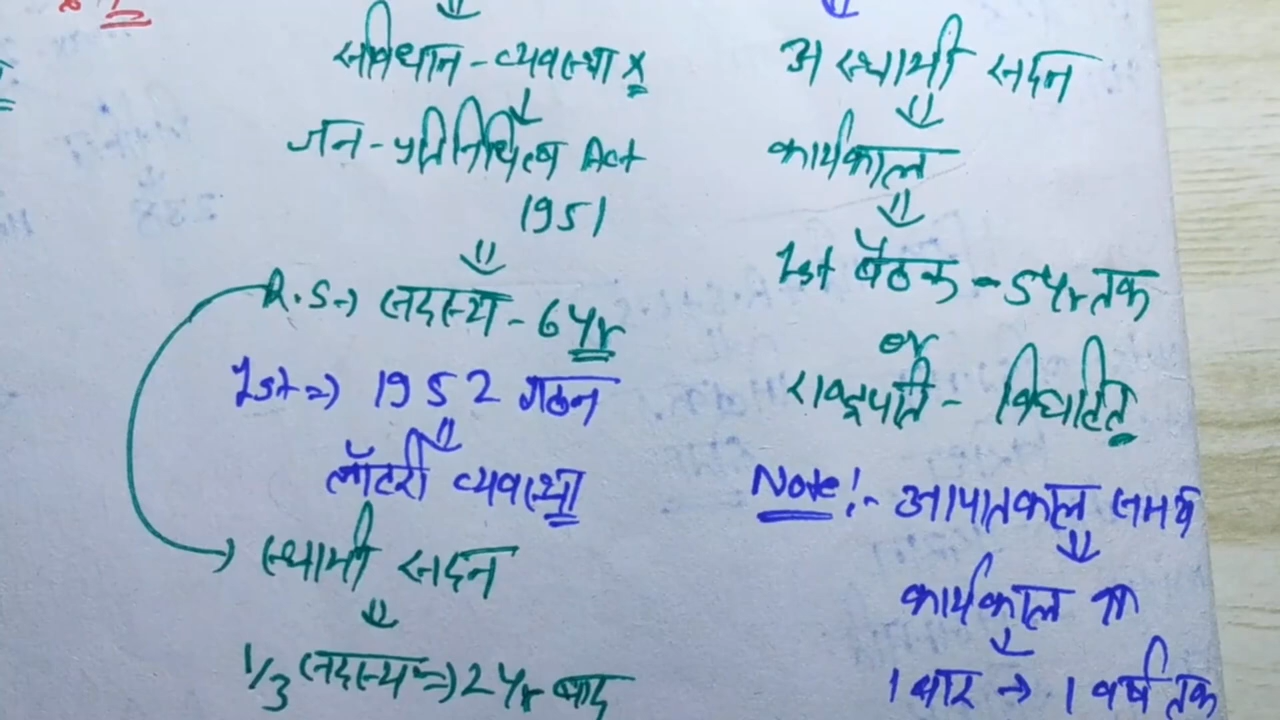 संविधान - व्यवस्था x
जन - प्रतिनिधित्व Act
1951
R.S → सदस्य - 6 yr
1st ⇒ 1952 गठन
लॉटरी व्यवस्था
→ स्थायी सदन
1/3 सदस्य ⇒ 2 yr बाद
अस्थायी सदन
कार्यकाल
1st बैठक - 5 yr तक
or
राष्ट्रपति - विघटित
Note :- आपातकाल समय
कार्यकाल ↑↑
1 बार → 1 वर्ष तक